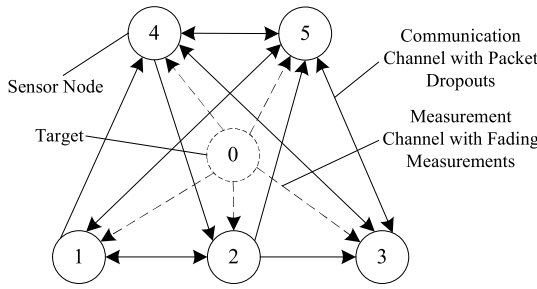 4
5
Communication
Channel with Packet
Dropouts
Sensor Node
Measurement
Channel with Fading
Measurements
Target
0
1
2
3